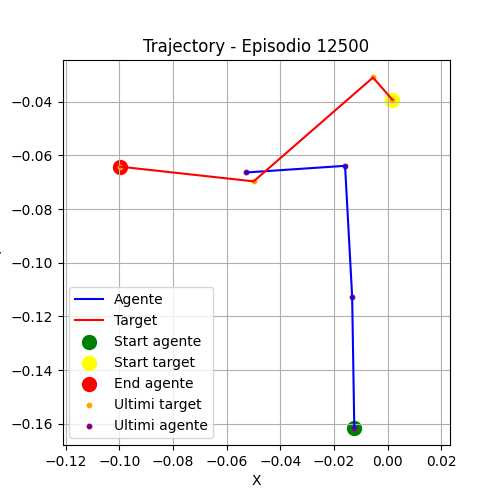 Trajectory - Episodio 12500
−0.04
−0.06
−0.08
−0.10
−0.12
−0.14
−0.16
Agente
Target
Start agente
Start target
End agente
Ultimi target
Ultimi agente
−0.12 −0.10 −0.08 −0.06 −0.04 −0.02 0.00 0.02
X